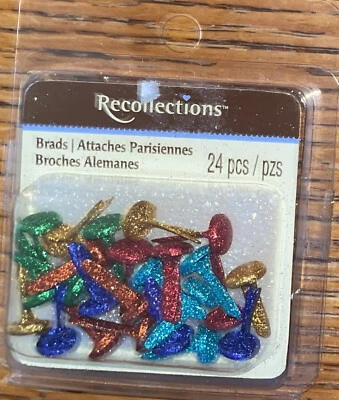 Recollections™
Brads | Attaches Parisiennes
Broches Alemanes
24 pcs / pzs